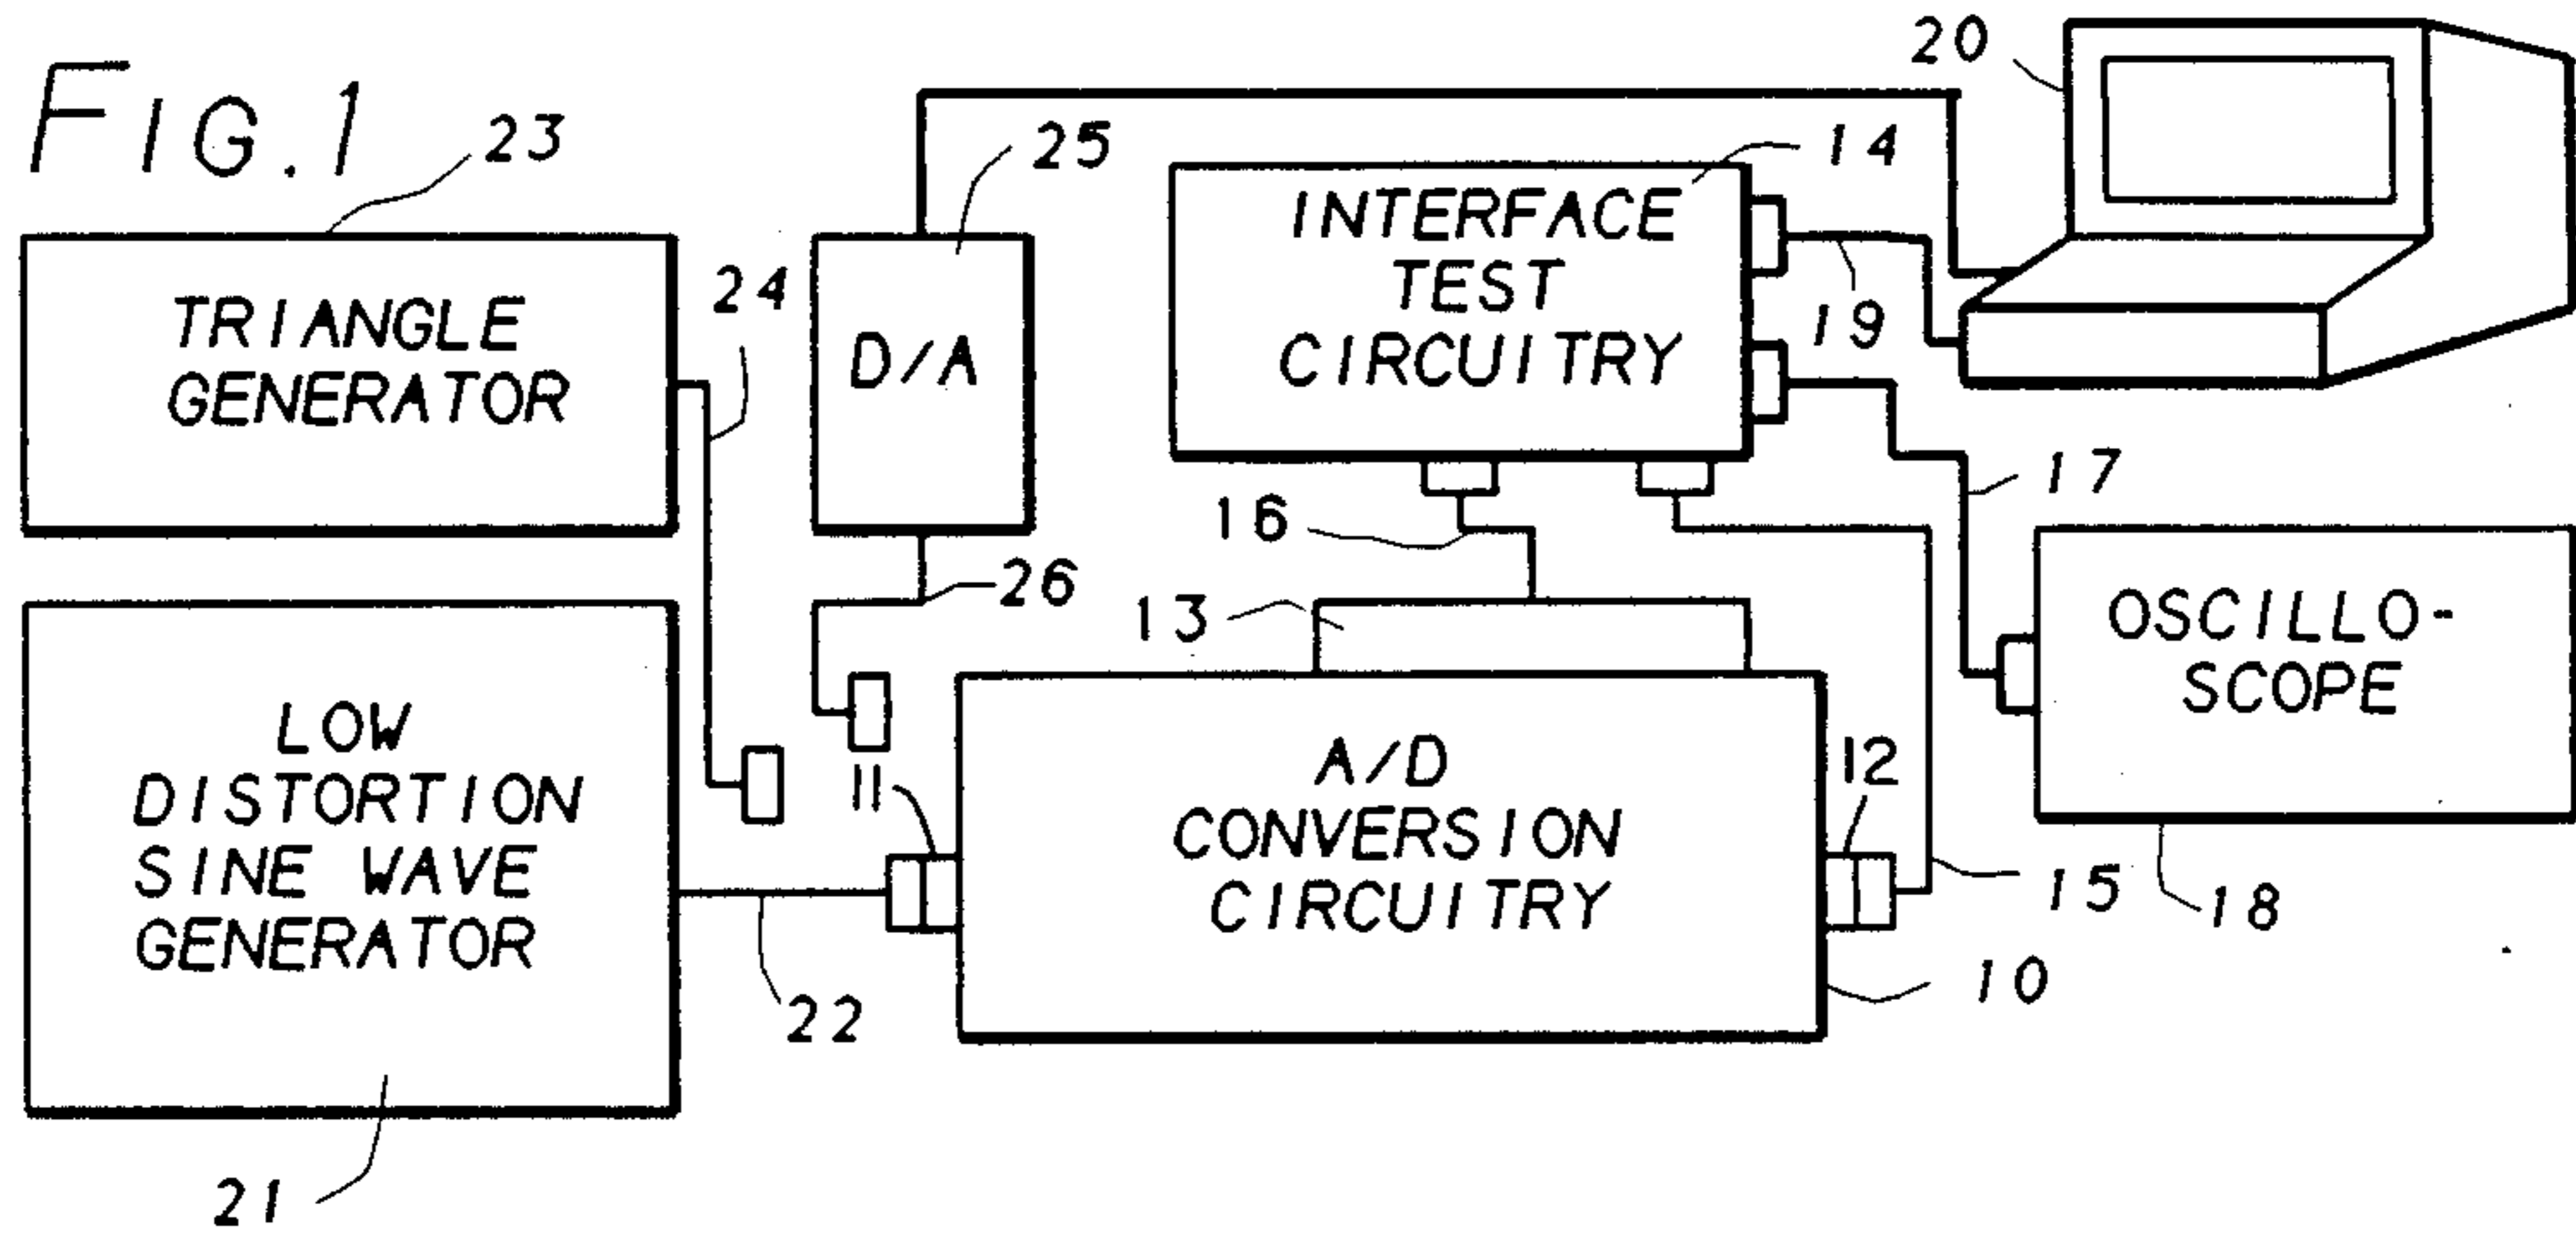 FIG. 1
23
TRIANGLE
GENERATOR
24
25
D/A
26
14
INTERFACE
TEST
CIRCUITRY
20
19
17
16
13
OSCILLO-
SCOPE
18
LOW
DISTORTION
SINE WAVE
GENERATOR
21
22
11
A/D
CONVERSION
CIRCUITRY
12
15
10